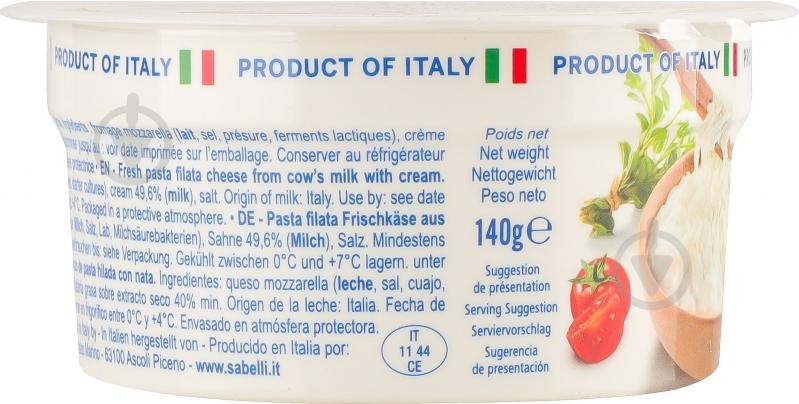 PRODUCT OF ITALY PRODUCT OF ITALY PRODUCT OF ITALY
fromage mozzarella (lait, sel, présure, ferments lactiques), crème
voir date imprimée sur l'emballage. Conserver au réfrigérateur
protectrice • EN - Fresh pasta filata cheese from cow's milk with cream.
starter cultures), cream 49,6% (milk), salt. Origin of milk: Italy. Use by: see date
+4°C. Packaged in a protective atmosphere. • DE - Pasta filata Frischkäse aus
Milch, Salz, Lab, Milchsäurebakterien), Sahne 49,6% (Milch), Salz. Mindestens
bis: siehe Verpackung. Gekühlt zwischen 0°C und +7°C lagern. unter
de pasta hilada con nata. Ingredientes: queso mozzarella (leche, sal, cuajo,
grasa sobre extracto seco 40% min. Origen de la leche: Italia. Fecha de
en frigorífico entre 0°C y +4°C. Envasado en atmósfera protectora.
Italy by - In Italien hergestellt von - Producido en Italia por:
Marino - 63100 Ascoli Piceno - www.sabelli.it
IT
11 44
CE
Poids net
Net weight
Nettogewicht
Peso neto
140g℮
Suggestion
de présentation
Serving Suggestion
Serviervorschlag
Sugerencia
de presentación